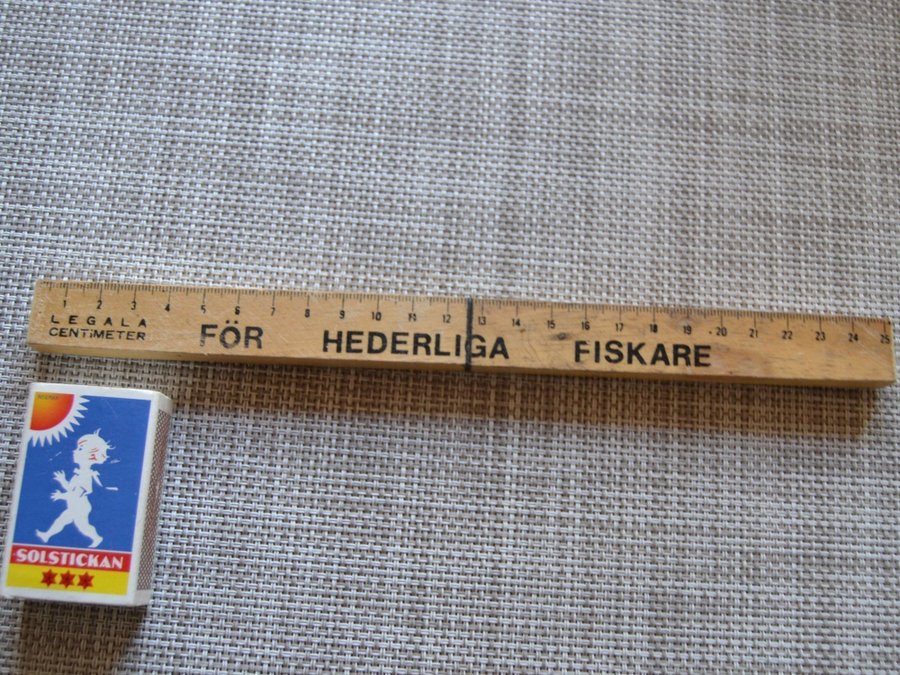 1 2 3 4 5 6 7 8 9 10 11 12 13 14 15 16 17 18 19 20 21 22 23 24 25
LEGALA
CENTIMETER
FÖR HEDERLIGA FISKARE
SOLSTICKAN